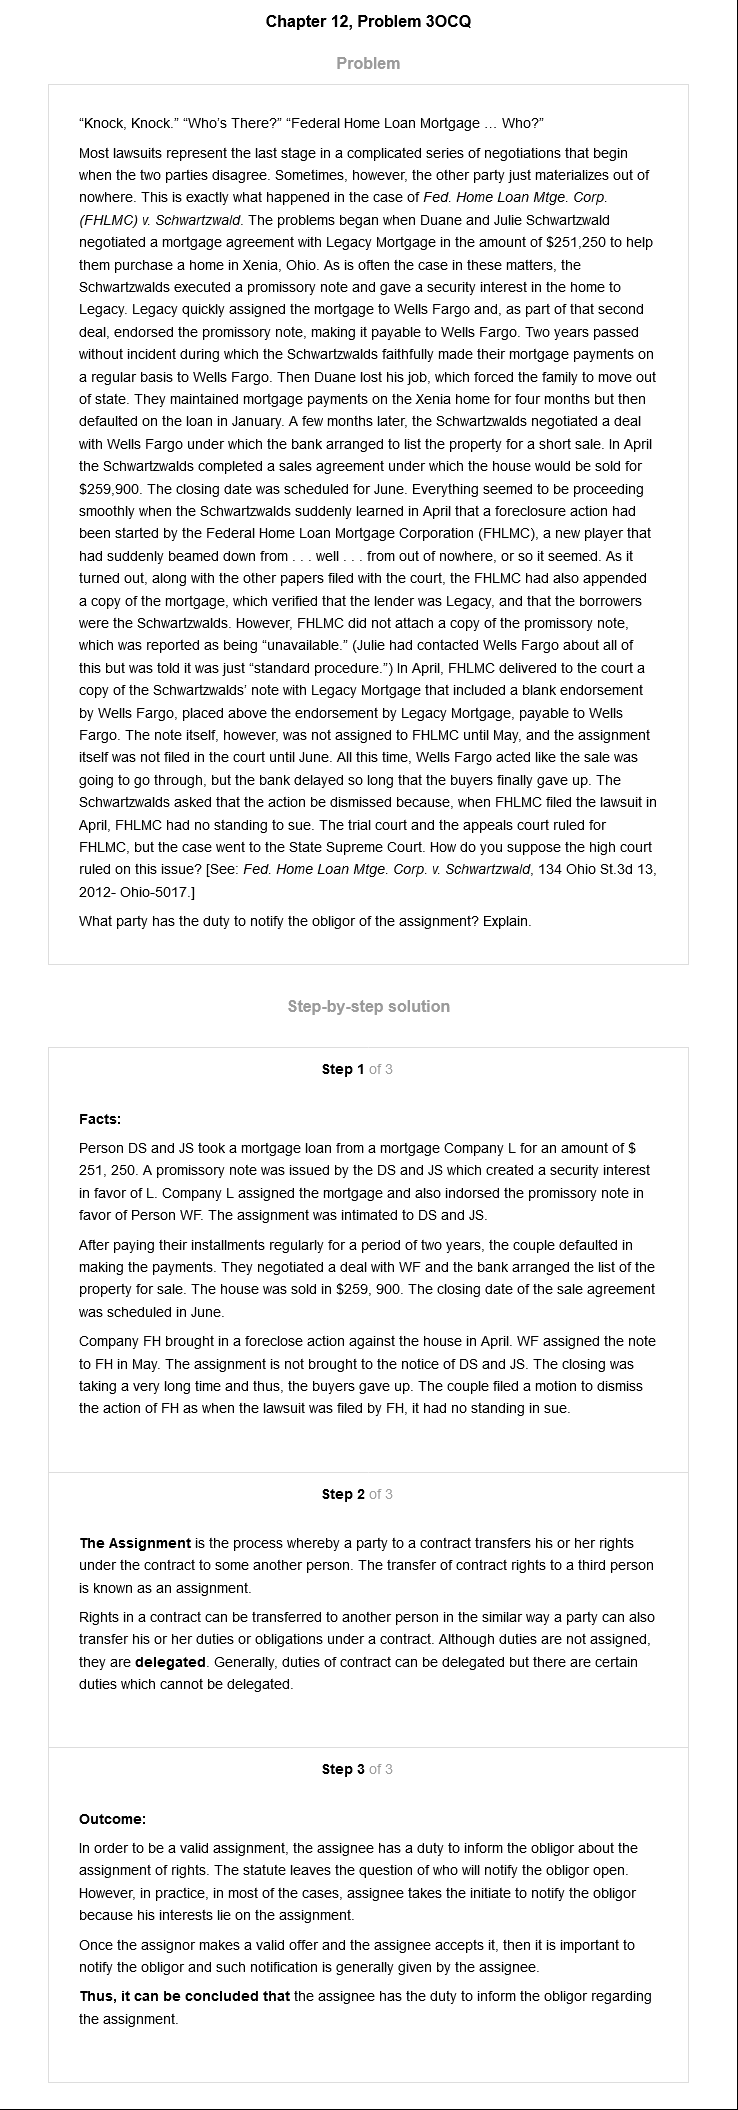 Chapter 12, Problem 3OCQ
Problem
“Knock, Knock.” “Who’s There?” “Federal Home Loan Mortgage … Who?”
Most lawsuits represent the last stage in a complicated series of negotiations that begin
when the two parties disagree. Sometimes, however, the other party just materializes out of
nowhere. This is exactly what happened in the case of Fed. Home Loan Mtge. Corp.
(FHLMC) v. Schwartzwald. The problems began when Duane and Julie Schwartzwald
negotiated a mortgage agreement with Legacy Mortgage in the amount of $251,250 to help
them purchase a home in Xenia, Ohio. As is often the case in these matters, the
Schwartzwalds executed a promissory note and gave a security interest in the home to
Legacy. Legacy quickly assigned the mortgage to Wells Fargo and, as part of that second
deal, endorsed the promissory note, making it payable to Wells Fargo. Two years passed
without incident during which the Schwartzwalds faithfully made their mortgage payments on
a regular basis to Wells Fargo. Then Duane lost his job, which forced the family to move out
of state. They maintained mortgage payments on the Xenia home for four months but then
defaulted on the loan in January. A few months later, the Schwartzwalds negotiated a deal
with Wells Fargo under which the bank arranged to list the property for a short sale. In April
the Schwartzwalds completed a sales agreement under which the house would be sold for
$259,900. The closing date was scheduled for June. Everything seemed to be proceeding
smoothly when the Schwartzwalds suddenly learned in April that a foreclosure action had
been started by the Federal Home Loan Mortgage Corporation (FHLMC), a new player that
had suddenly beamed down from . . . well . . . from out of nowhere, or so it seemed. As it
turned out, along with the other papers filed with the court, the FHLMC had also appended
a copy of the mortgage, which verified that the lender was Legacy, and that the borrowers
were the Schwartzwalds. However, FHLMC did not attach a copy of the promissory note,
which was reported as being “unavailable.” (Julie had contacted Wells Fargo about all of
this but was told it was just “standard procedure.”) In April, FHLMC delivered to the court a
copy of the Schwartzwalds’ note with Legacy Mortgage that included a blank endorsement
by Wells Fargo, placed above the endorsement by Legacy Mortgage, payable to Wells
Fargo. The note itself, however, was not assigned to FHLMC until May, and the assignment
itself was not filed in the court until June. All this time, Wells Fargo acted like the sale was
going to go through, but the bank delayed so long that the buyers finally gave up. The
Schwartzwalds asked that the action be dismissed because, when FHLMC filed the lawsuit in
April, FHLMC had no standing to sue. The trial court and the appeals court ruled for
FHLMC, but the case went to the State Supreme Court. How do you suppose the high court
ruled on this issue? [See: Fed. Home Loan Mtge. Corp. v. Schwartzwald, 134 Ohio St.3d 13,
2012- Ohio-5017.]
What party has the duty to notify the obligor of the assignment? Explain.
Step-by-step solution
Step 1 of 3
Facts:
Person DS and JS took a mortgage loan from a mortgage Company L for an amount of $
251, 250. A promissory note was issued by the DS and JS which created a security interest
in favor of L. Company L assigned the mortgage and also indorsed the promissory note in
favor of Person WF. The assignment was intimated to DS and JS.
After paying their installments regularly for a period of two years, the couple defaulted in
making the payments. They negotiated a deal with WF and the bank arranged the list of the
property for sale. The house was sold in $259, 900. The closing date of the sale agreement
was scheduled in June.
Company FH brought in a foreclose action against the house in April. WF assigned the note
to FH in May. The assignment is not brought to the notice of DS and JS. The closing was
taking a very long time and thus, the buyers gave up. The couple filed a motion to dismiss
the action of FH as when the lawsuit was filed by FH, it had no standing in sue.
Step 2 of 3
The Assignment is the process whereby a party to a contract transfers his or her rights
under the contract to some another person. The transfer of contract rights to a third person
is known as an assignment.
Rights in a contract can be transferred to another person in the similar way a party can also
transfer his or her duties or obligations under a contract. Although duties are not assigned,
they are delegated. Generally, duties of contract can be delegated but there are certain
duties which cannot be delegated.
Step 3 of 3
Outcome:
In order to be a valid assignment, the assignee has a duty to inform the obligor about the
assignment of rights. The statute leaves the question of who will notify the obligor open.
However, in practice, in most of the cases, assignee takes the initiate to notify the obligor
because his interests lie on the assignment.
Once the assignor makes a valid offer and the assignee accepts it, then it is important to
notify the obligor and such notification is generally given by the assignee.
Thus, it can be concluded that the assignee has the duty to inform the obligor regarding
the assignment.